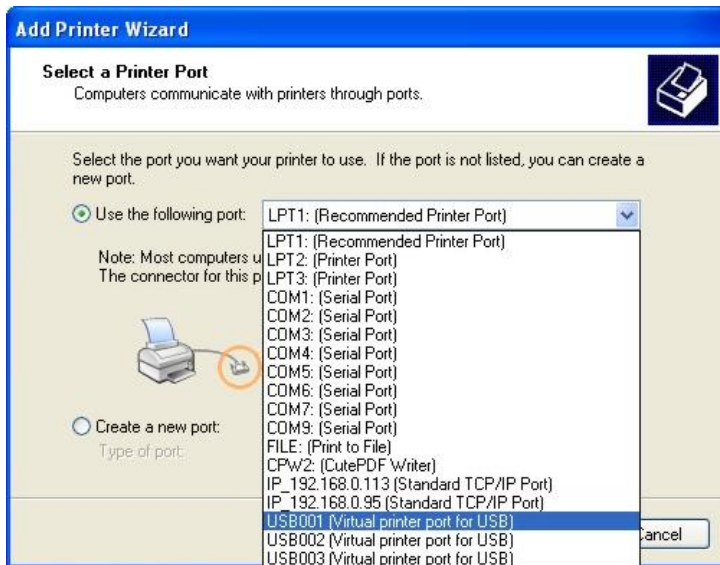 Add Printer Wizard
Select a Printer Port
Computers communicate with printers through ports.
Select the port you want your printer to use. If the port is not listed, you can create a
new port.
Use the following port:
LPT1: (Recommended Printer Port)
Note: Most computers u
The connector for this p
LPT1: (Recommended Printer Port)
LPT2: (Printer Port)
LPT3: (Printer Port)
COM1: (Serial Port)
COM2: (Serial Port)
COM3: (Serial Port)
COM4: (Serial Port)
COM5: (Serial Port)
COM6: (Serial Port)
COM7: (Serial Port)
COM9: (Serial Port)
FILE: (Print to File)
CPW2: (CutePDF Writer)
IP_192.168.0.113 (Standard TCP/IP Port)
IP_192.168.0.95 (Standard TCP/IP Port)
USB001 (Virtual printer port for USB)
USB002 (Virtual printer port for USB)
USB003 (Virtual printer port for USB)
Create a new port:
Type of port:
Cancel